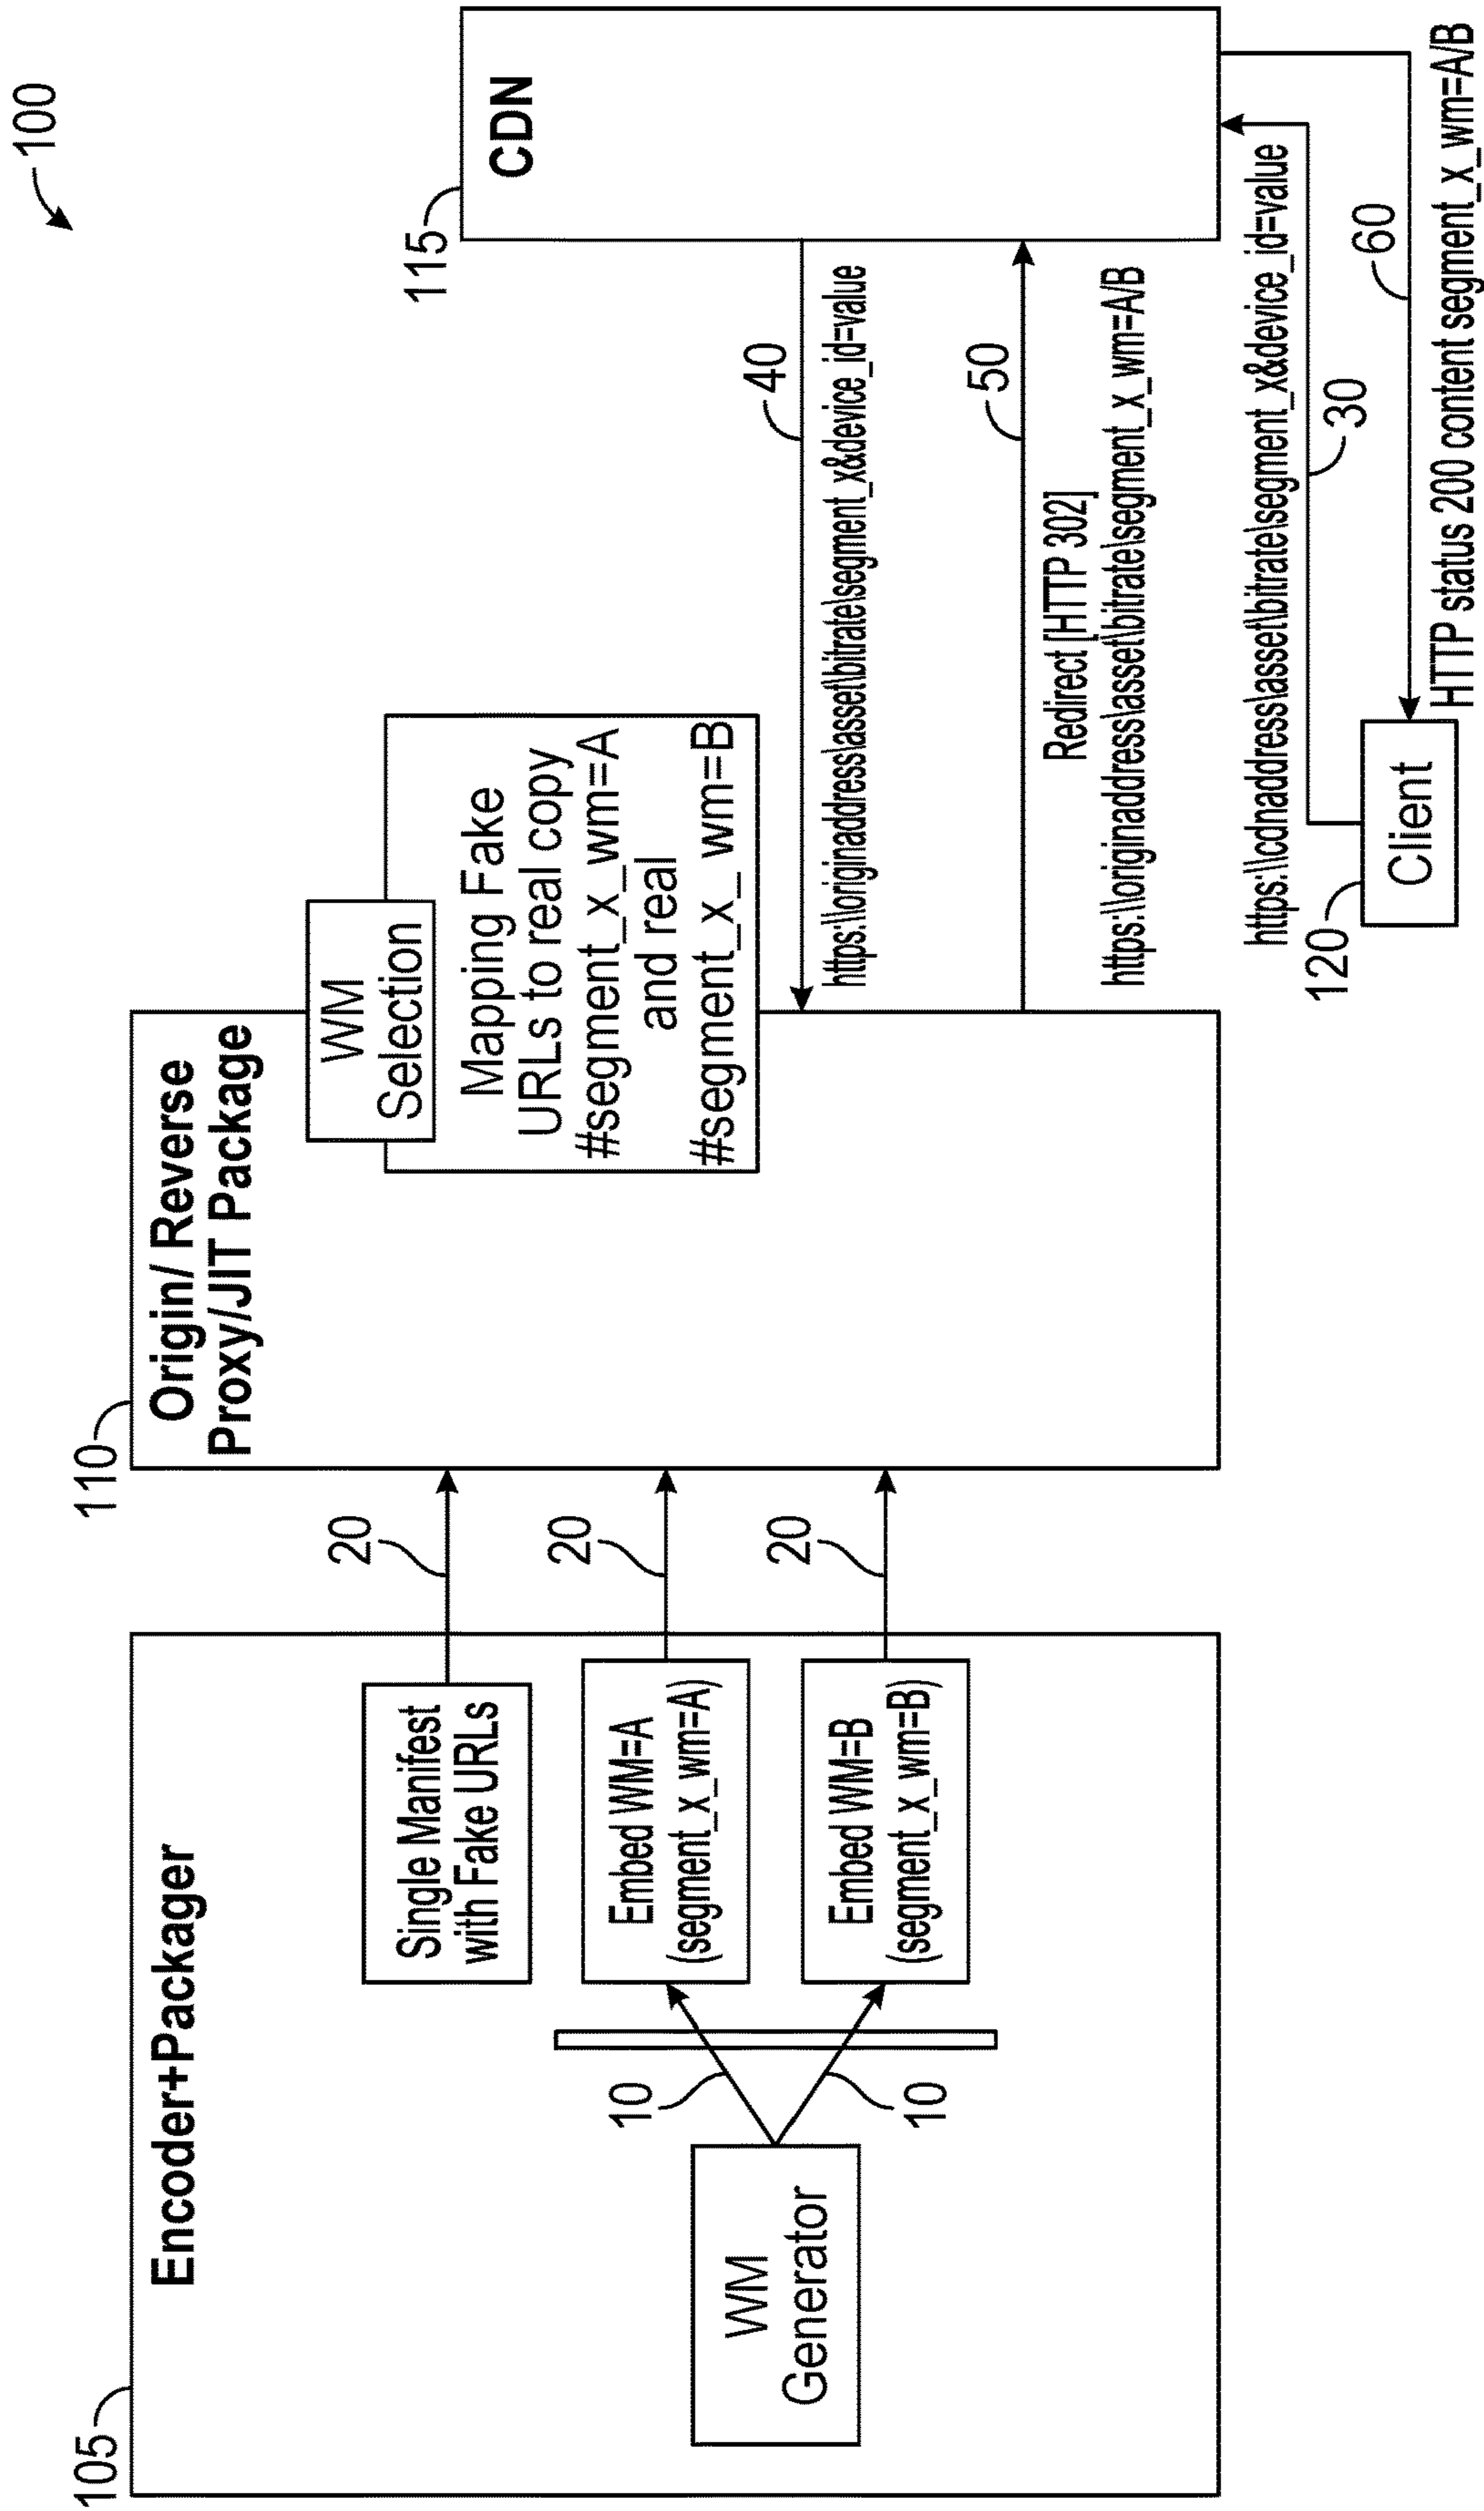 100
105
Encoder+Packager
WM
Generator
10
10
Single Manifest
with Fake URLs
Embed WM=A
(segment_x_wm=A)
Embed WM=B
(segment_x_wm=B)
20
20
20
110
Origin/ Reverse
Proxy/JIT Package
WM
Selection
Mapping Fake
URLs to real copy
#segment_x_wm=A
and real
#segment_x_ wm=B
40
https:\\originaddress\asset\bitrate\segment_x&device_id=value
50
Redirect [HTTP 302]
https:\\originaddress\asset\bitrate\segment_x_wm=A/B
115
CDN
https:\\cdnaddress\asset\bitrate\segment_x&device_id=value
30
120
Client
60
HTTP status 200 content segment_x_wm=A/B